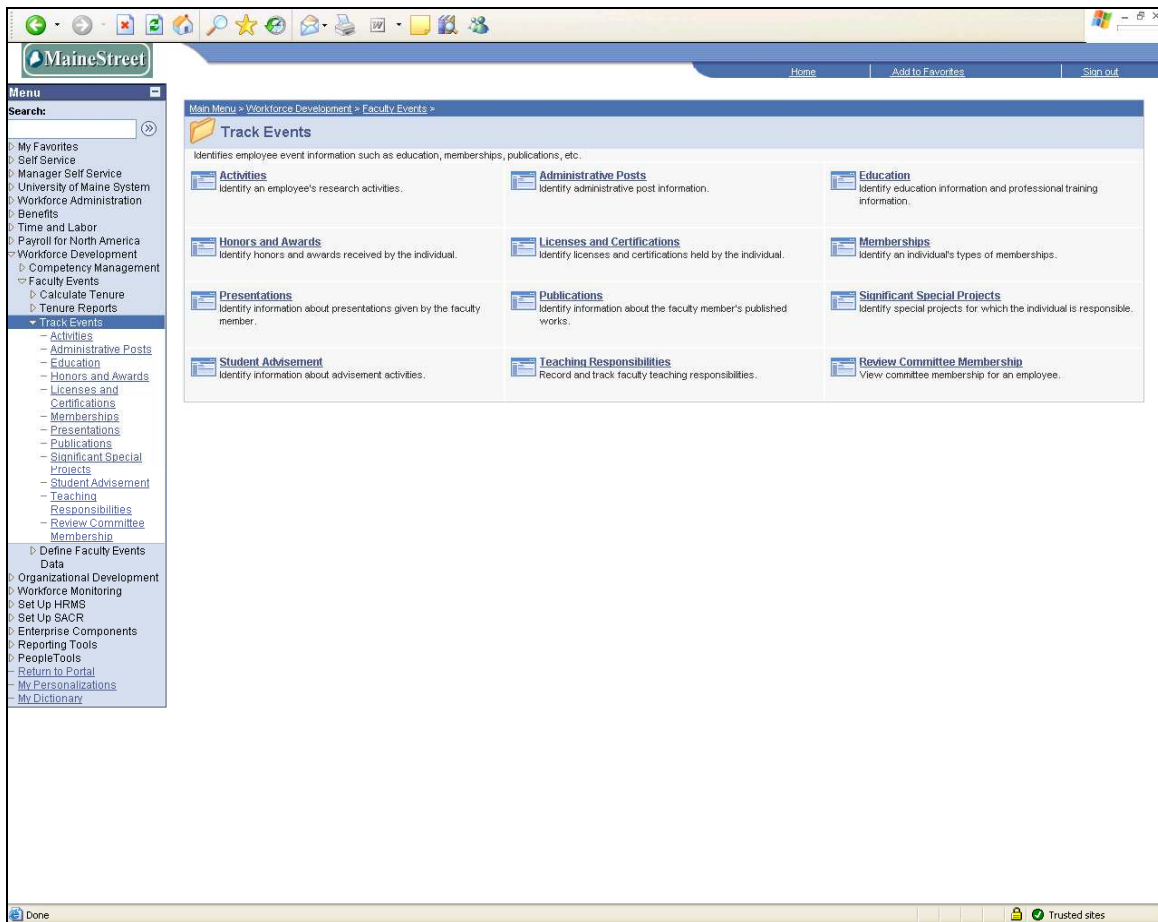 MaineStreet
Home
Add to Favorites
Sign out
Menu
Search:
My Favorites
Self Service
Manager Self Service
University of Maine System
Workforce Administration
Benefits
Time and Labor
Payroll for North America
Workforce Development
Competency Management
Faculty Events
Calculate Tenure
Tenure Reports
Track Events
– Activities
– Administrative Posts
– Education
– Honors and Awards
– Licenses and
Certifications
– Memberships
– Presentations
– Publications
– Significant Special
Projects
– Student Advisement
– Teaching
Responsibilities
– Review Committee
Membership
Define Faculty Events
Data
Organizational Development
Workforce Monitoring
Set Up HRMS
Set Up SACR
Enterprise Components
Reporting Tools
PeopleTools
– Return to Portal
– My Personalizations
– My Dictionary
Main Menu > Workforce Development > Faculty Events >
Track Events
Identifies employee event information such as education, memberships, publications, etc.
Activities
Identify an employee's research activities.
Administrative Posts
Identify administrative post information.
Education
Identify education information and professional training
information.
Honors and Awards
Identify honors and awards received by the individual.
Licenses and Certifications
Identify licenses and certifications held by the individual.
Memberships
Identify an individual's types of memberships.
Presentations
Identify information about presentations given by the faculty
member.
Publications
Identify information about the faculty member's published
works.
Significant Special Projects
Identify special projects for which the individual is responsible.
Student Advisement
Identify information about advisement activities.
Teaching Responsibilities
Record and track faculty teaching responsibilities.
Review Committee Membership
View committee membership for an employee.
Done
Trusted sites